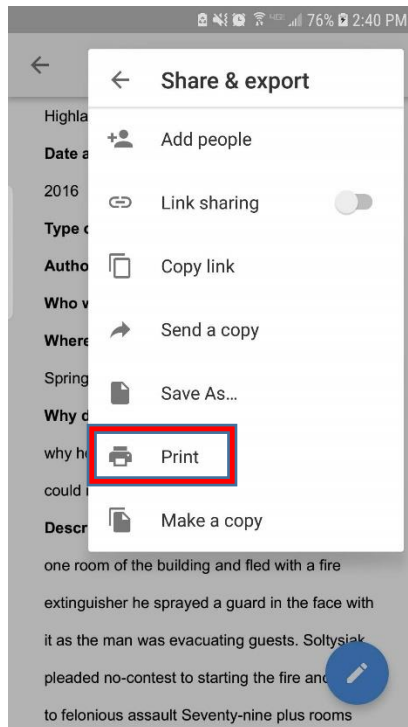 76% 2:40 PM
Share & export
Highla
Add people
Date a
2016
Link sharing
Type
Autho
Copy link
Who w
Where
Send a copy
Spring
Save As...
Why d
why he
Print
could
Descr
Make a copy
one room of the building and fled with a fire
extinguisher he sprayed a guard in the face with
it as the man was evacuating guests. Soltysiak
pleaded no-contest to starting the fire and
to felonious assault Seventy-nine plus rooms